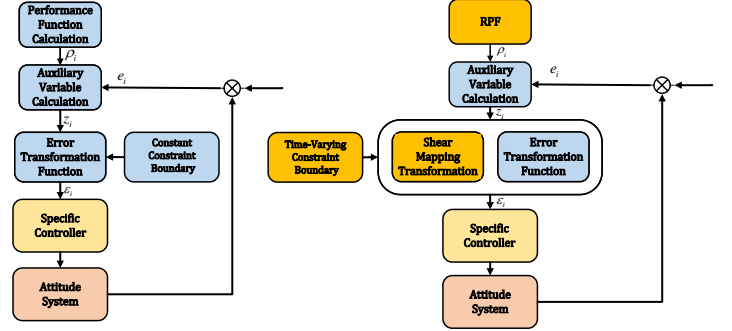 Performance
Function
Calculation
ρi
Auxiliary
Variable
Calculation
ei
zi
Error
Transformation
Function
Constant
Constraint
Boundary
εi
Specific
Controller
Attitude
System
RPF
ρi
Auxiliary
Variable
Calculation
ei
zi
Time-Varying
Constraint
Boundary
Shear
Mapping
Transformation
Error
Transformation
Function
εi
Specific
Controller
Attitude
System